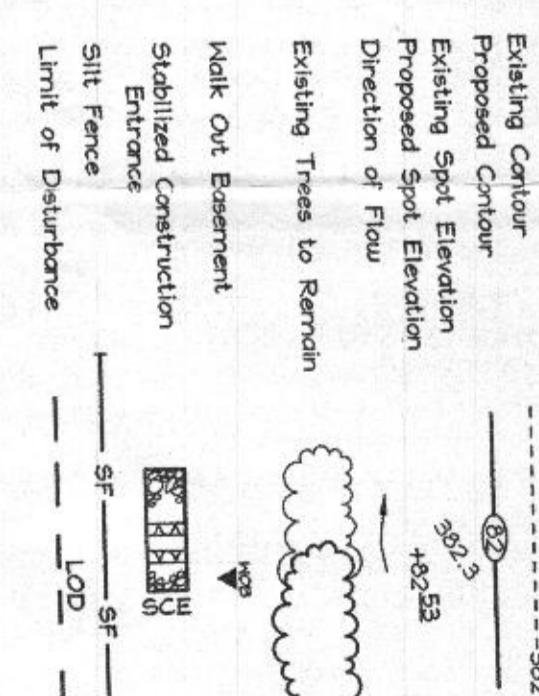 Existing Contour
Proposed Contour
82
Existing Spot Elevation
382.3
Proposed Spot Elevation
+82.53
Direction of Flow
Existing Trees to Remain
Walk Out Basement
WOB
Stabilized Construction
Entrance
SCE
Silt Fence
SF SF
Limit of Disturbance
LOD